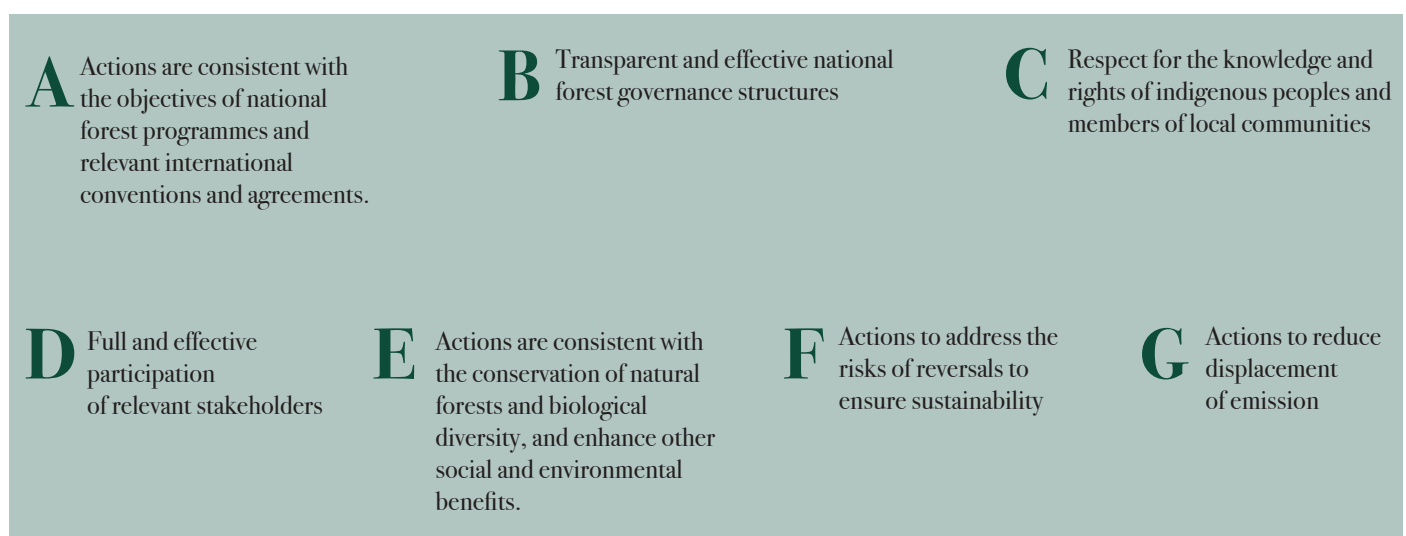 A
Actions are consistent with
the objectives of national
forest programmes and
relevant international
conventions and agreements.
B
Transparent and effective national
forest governance structures
C
Respect for the knowledge and
rights of indigenous peoples and
members of local communities
D
Full and effective
participation
of relevant stakeholders
E
Actions are consistent with
the conservation of natural
forests and biological
diversity, and enhance other
social and environmental
benefits.
F
Actions to address the
risks of reversals to
ensure sustainability
G
Actions to reduce
displacement
of emission